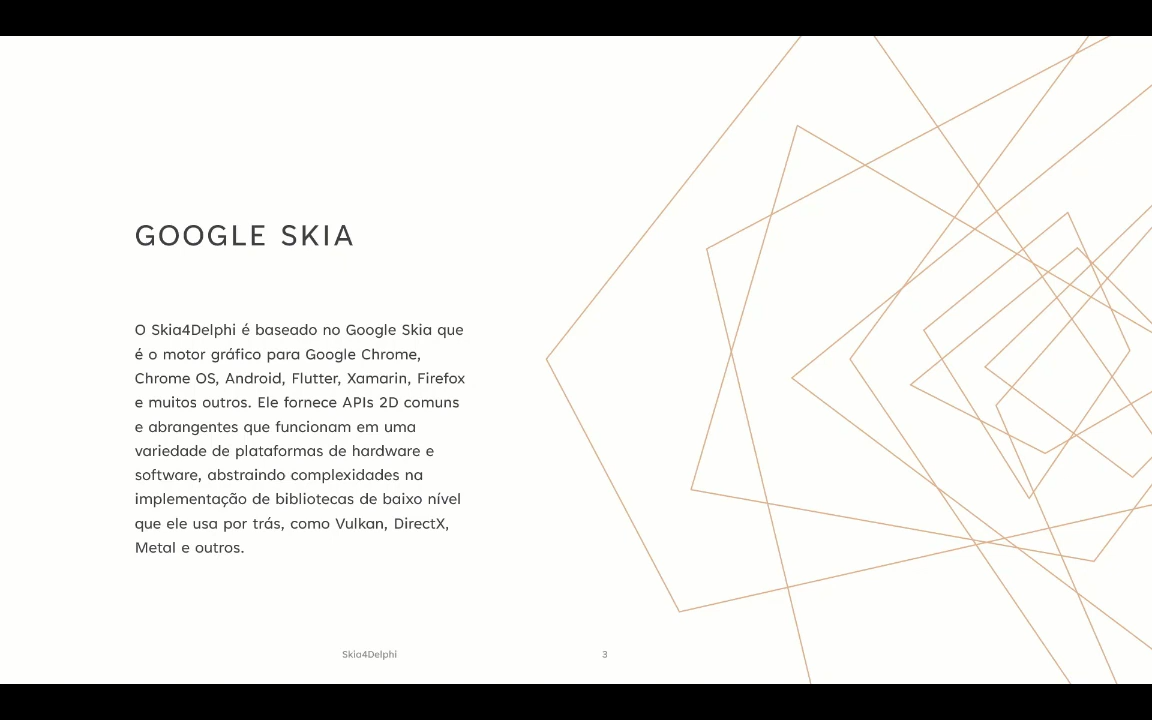 GOOGLE SKIA
O Skia4Delphi é baseado no Google Skia que
é o motor gráfico para Google Chrome,
Chrome OS, Android, Flutter, Xamarin, Firefox
e muitos outros. Ele fornece APIs 2D comuns
e abrangentes que funcionam em uma
variedade de plataformas de hardware e
software, abstraindo complexidades na
implementação de bibliotecas de baixo nível
que ele usa por trás, como Vulkan, DirectX,
Metal e outros.
Skia4Delphi
3